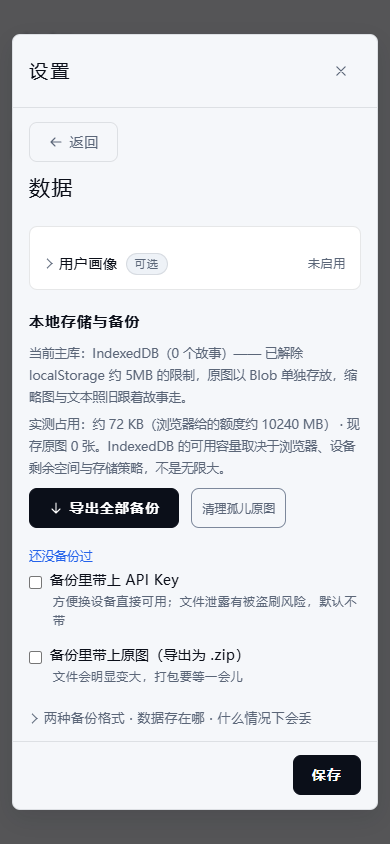 设置
← 返回
数据
用户画像 可选 未启用
本地存储与备份
当前主库：IndexedDB（0 个故事）—— 已解除
localStorage 约 5MB 的限制，原图以 Blob 单独存放，缩
略图与文本照旧跟着故事走。
实测占用：约 72 KB（浏览器给的额度约 10240 MB）· 现
存原图 0 张。IndexedDB 的可用容量取决于浏览器、设备
剩余空间与存储策略，不是无限大。
↓ 导出全部备份 清理孤儿原图
还没备份过
备份里带上 API Key
方便换设备直接可用；文件泄露有被盗刷风险，默认不
带
备份里带上原图（导出为 .zip）
文件会明显变大，打包要等一会儿
两种备份格式 · 数据存在哪 · 什么情况下会丢
保存